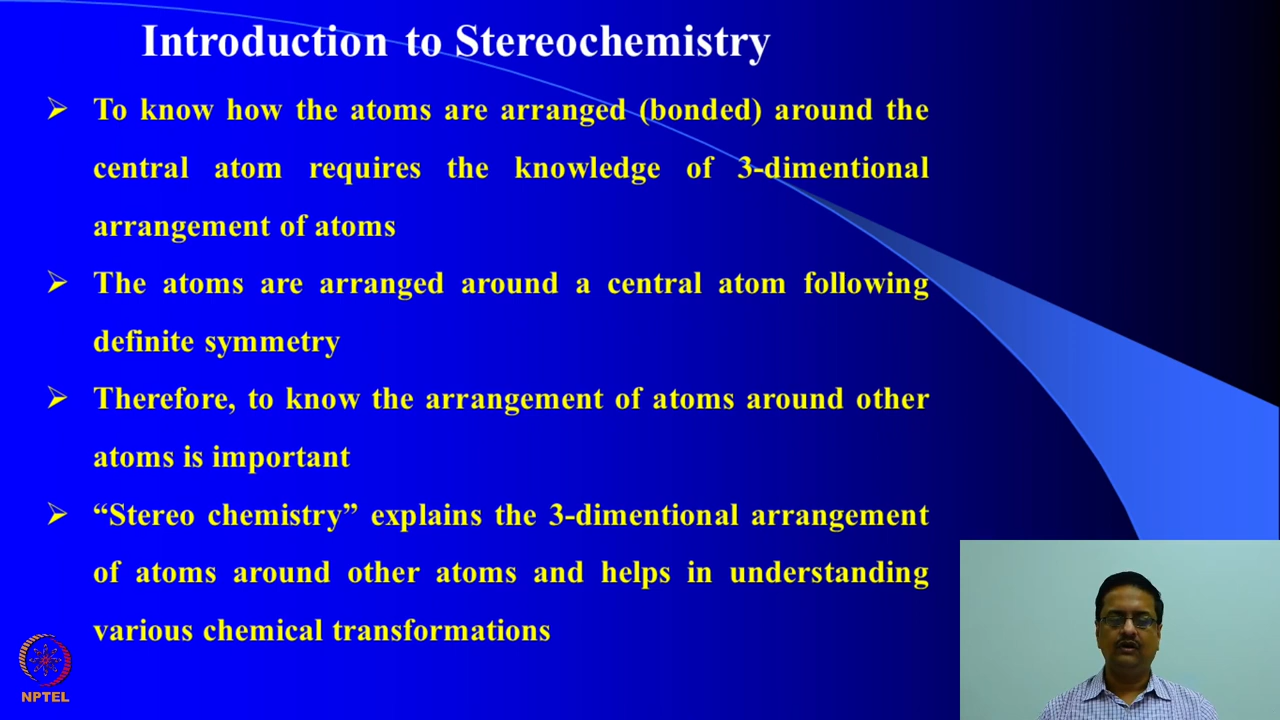 Introduction to Stereochemistry
➢ To know how the atoms are arranged (bonded) around the
central atom requires the knowledge of 3-dimentional
arrangement of atoms
➢ The atoms are arranged around a central atom following
definite symmetry
➢ Therefore, to know the arrangement of atoms around other
atoms is important
➢ “Stereo chemistry” explains the 3-dimentional arrangement
of atoms around other atoms and helps in understanding
various chemical transformations
NPTEL